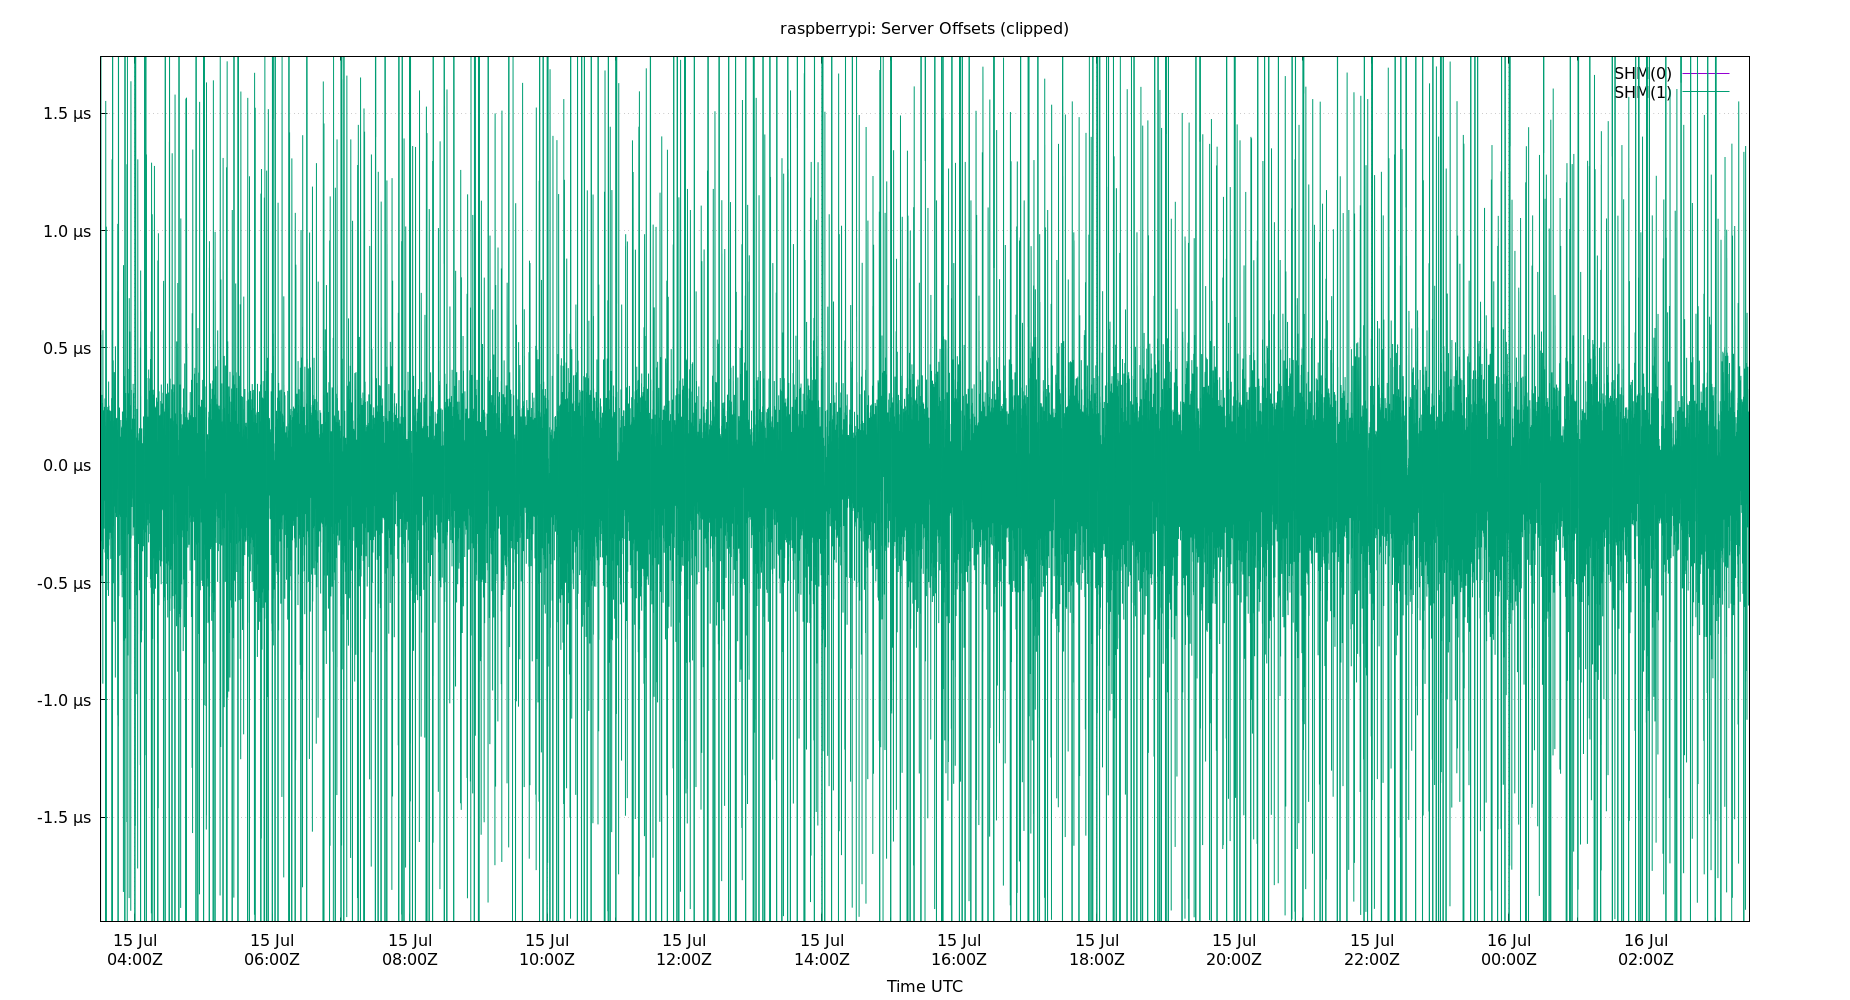 raspberrypi: Server Offsets (clipped)
SHM(0)
SHM(1)
1.5 µs
1.0 µs
0.5 µs
0.0 µs
-0.5 µs
-1.0 µs
-1.5 µs
15 Jul 15 Jul 15 Jul 15 Jul 15 Jul 15 Jul 15 Jul 15 Jul 15 Jul 15 Jul 16 Jul 16 Jul
04:00Z 06:00Z 08:00Z 10:00Z 12:00Z 14:00Z 16:00Z 18:00Z 20:00Z 22:00Z 00:00Z 02:00Z
Time UTC